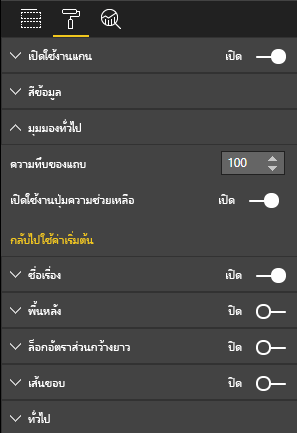 เปิดใช้งานแกน เปิด
สีข้อมูล
มุมมองทั่วไป
ความทึบของแถบ 100
เปิดใช้งานปุ่มความช่วยเหลือ เปิด
กลับไปใช้ค่าเริ่มต้น
ชื่อเรื่อง เปิด
พื้นหลัง ปิด
ล็อกอัตราส่วนกว้างยาว ปิด
เส้นขอบ ปิด
ทั่วไป